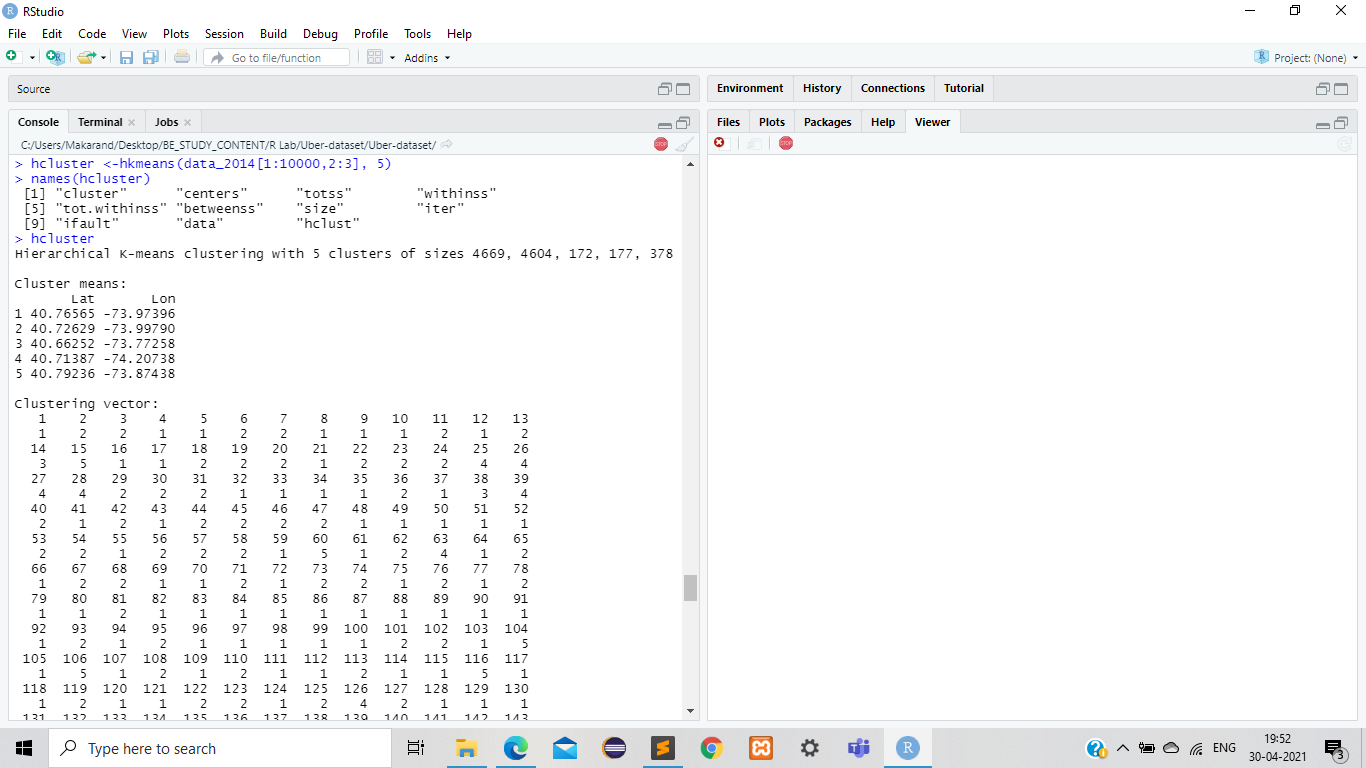 RStudio
File Edit Code View Plots Session Build Debug Profile Tools Help
Go to file/function Addins Project: (None)
Source
Environment History Connections Tutorial
Console Terminal Jobs
Files Plots Packages Help Viewer
C:/Users/Makarand/Desktop/BE_STUDY_CONTENT/R Lab/Uber-dataset/Uber-dataset/
> hcluster <-hkmeans(data_2014[1:10000,2:3], 5)
> names(hcluster)
[1] "cluster" "centers" "totss" "withinss"
[5] "tot.withinss" "betweenss" "size" "iter"
[9] "ifault" "data" "hclust"
> hcluster
Hierarchical K-means clustering with 5 clusters of sizes 4669, 4604, 172, 177, 378
Cluster means:
Lat Lon
1 40.76565 -73.97396
2 40.72629 -73.99790
3 40.66252 -73.77258
4 40.71387 -74.20738
5 40.79236 -73.87438
Clustering vector:
1 2 3 4 5 6 7 8 9 10 11 12 13
1 2 2 1 1 2 2 1 1 1 2 1 2
14 15 16 17 18 19 20 21 22 23 24 25 26
3 5 1 1 2 2 2 1 2 2 2 4 4
27 28 29 30 31 32 33 34 35 36 37 38 39
4 4 2 2 2 1 1 1 1 2 1 3 4
40 41 42 43 44 45 46 47 48 49 50 51 52
2 1 2 1 2 2 2 2 1 1 1 1 1
53 54 55 56 57 58 59 60 61 62 63 64 65
2 2 1 2 2 2 1 5 1 2 4 1 2
66 67 68 69 70 71 72 73 74 75 76 77 78
1 2 2 1 1 2 1 2 2 1 2 1 2
79 80 81 82 83 84 85 86 87 88 89 90 91
1 1 2 1 1 1 1 1 1 1 1 1 1
92 93 94 95 96 97 98 99 100 101 102 103 104
1 2 1 2 1 1 1 1 1 2 2 1 5
105 106 107 108 109 110 111 112 113 114 115 116 117
1 5 1 2 1 2 1 1 2 1 1 5 1
118 119 120 121 122 123 124 125 126 127 128 129 130
1 2 1 1 2 2 1 2 4 2 1 1 1
131 132 133 134 135 136 137 138 139 140 141 142 143
Type here to search
ENG
19:52
30-04-2021
3